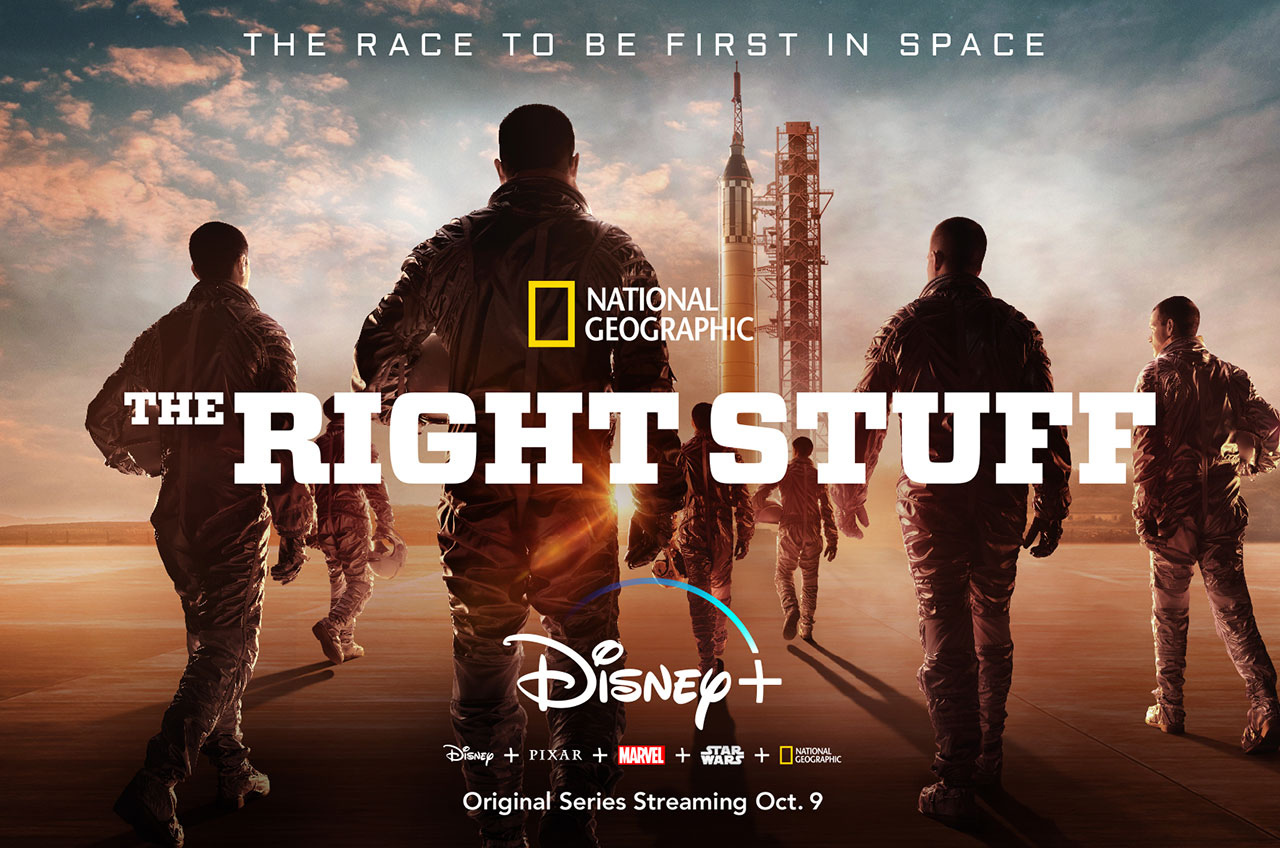 THE RACE TO BE FIRST IN SPACE
NATIONAL
GEOGRAPHIC
THE RIGHT STUFF
Disney+
Disney + PIXAR + MARVEL + STAR WARS + NATIONAL GEOGRAPHIC
Original Series Streaming Oct. 9